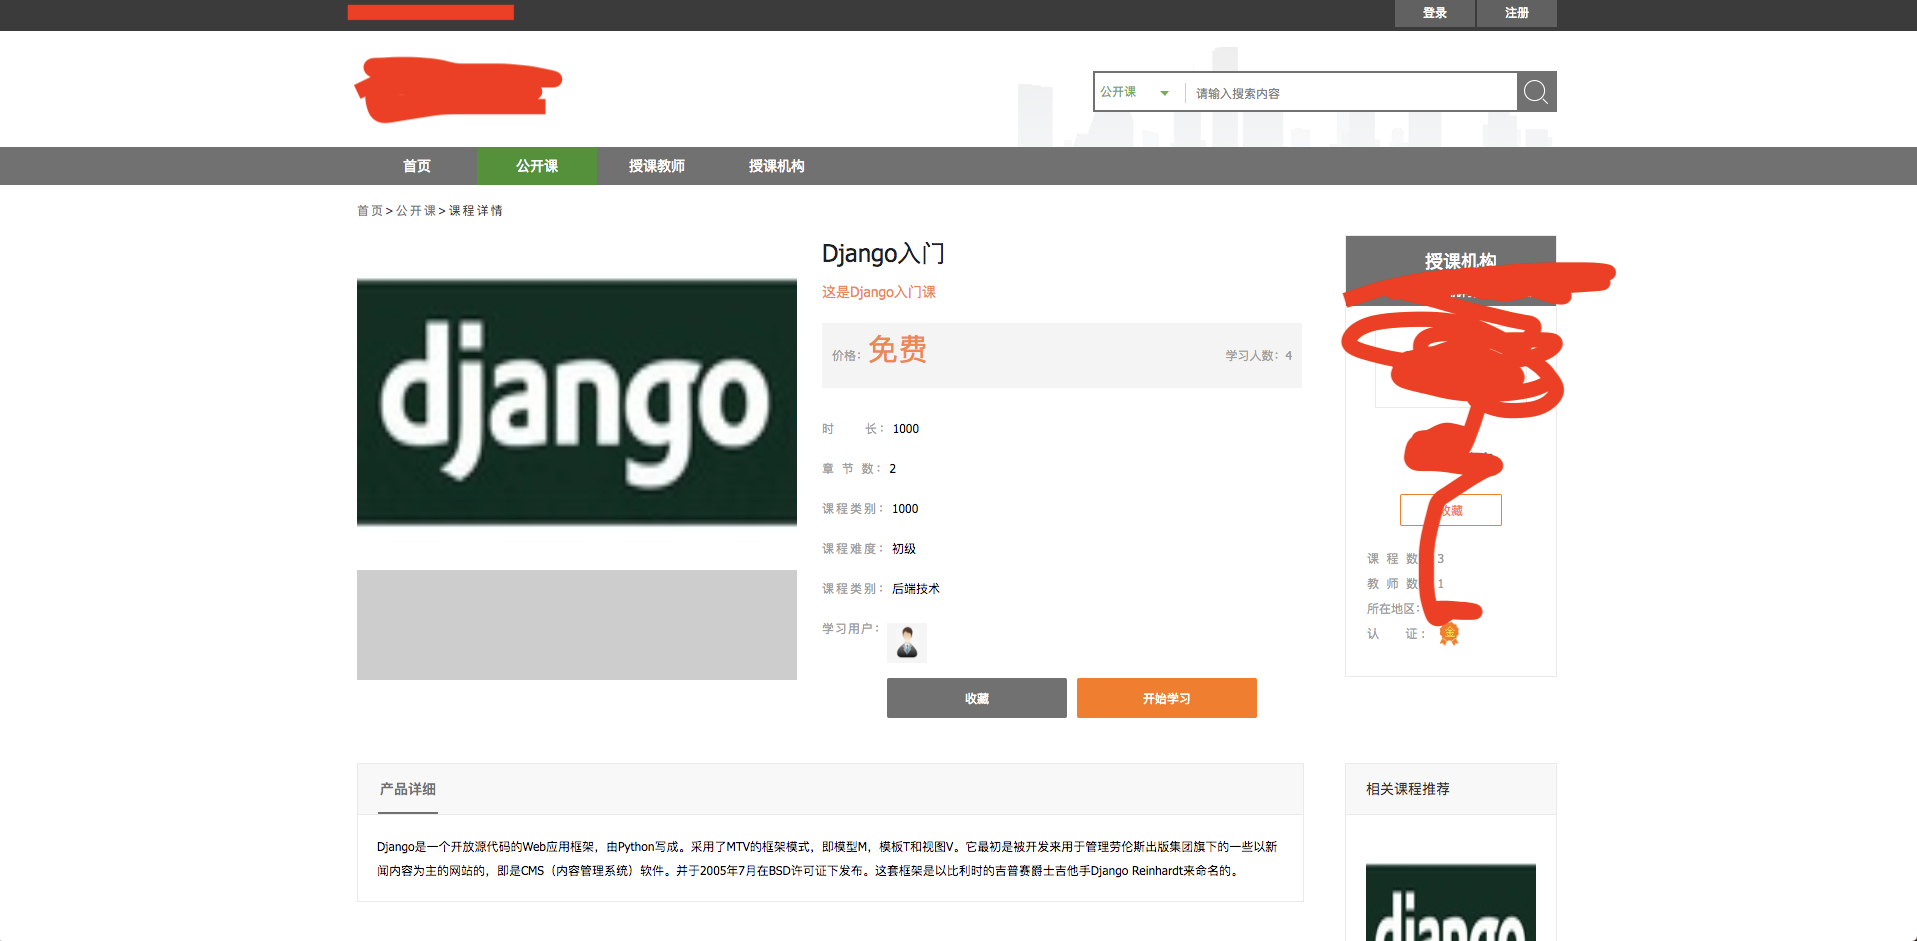 登录 注册
公开课 请输入搜索内容
首页 公开课 授课教师 授课机构
首页>公开课>课程详情
django
Django入门
这是Django入门课
价格：免费 学习人数：4
时 长：1000
章 节 数：2
课程类别：1000
课程难度：初级
课程类别：后端技术
学习用户：
收藏 开始学习
授课机构
收藏
课 程 数 3
教 师 数 1
所在地区：
认 证： 金
产品详细
Django是一个开放源代码的Web应用框架，由Python写成。采用了MTV的框架模式，即模型M，模板T和视图V。它最初是被开发来用于管理劳伦斯出版集团旗下的一些以新
闻内容为主的网站的，即是CMS（内容管理系统）软件。并于2005年7月在BSD许可证下发布。这套框架是以比利时的吉普赛爵士吉他手Django Reinhardt来命名的。
相关课程推荐
django